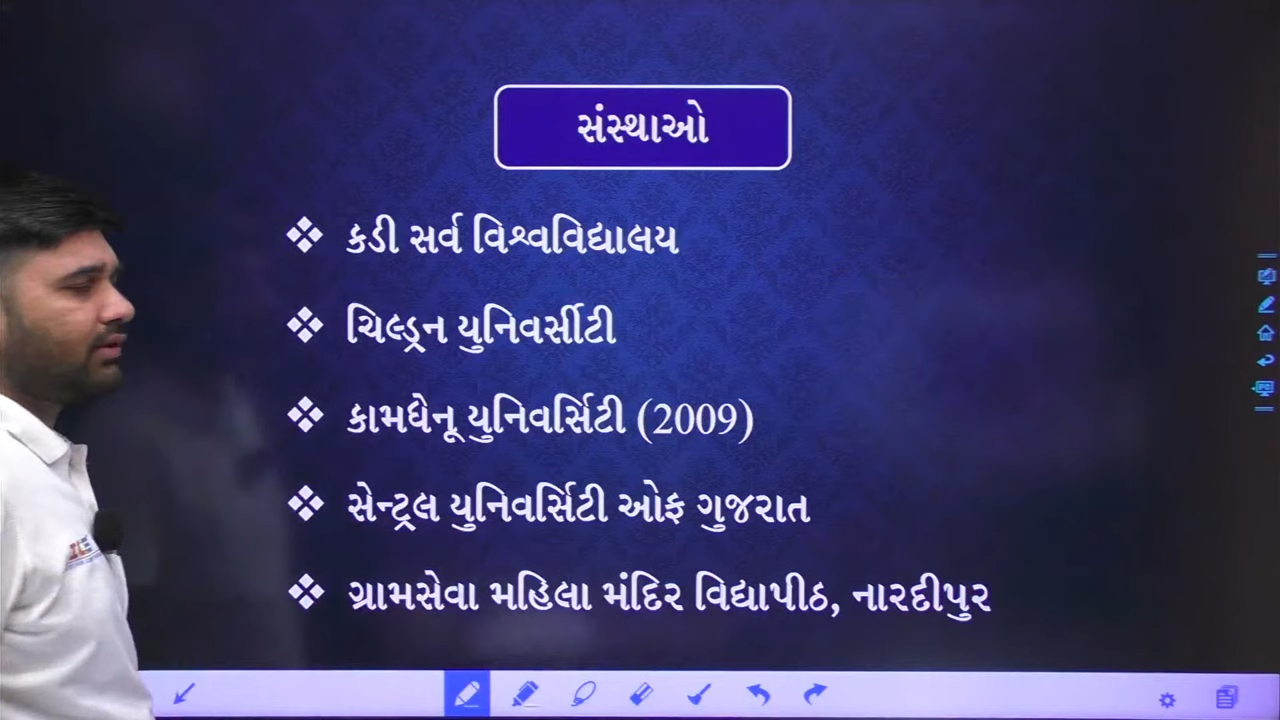 સંસ્થાઓ
❖ કડી સર્વ વિશ્વવિદ્યાલય
❖ ચિલ્ડ્રન યુનિવર્સીટી
❖ કામધેનૂ યુનિવર્સિટી (2009)
❖ સેન્ટ્રલ યુનિવર્સિટી ઓફ ગુજરાત
❖ ગ્રામસેવા મહિલા મંદિર વિદ્યાપીઠ, નારદીપુર